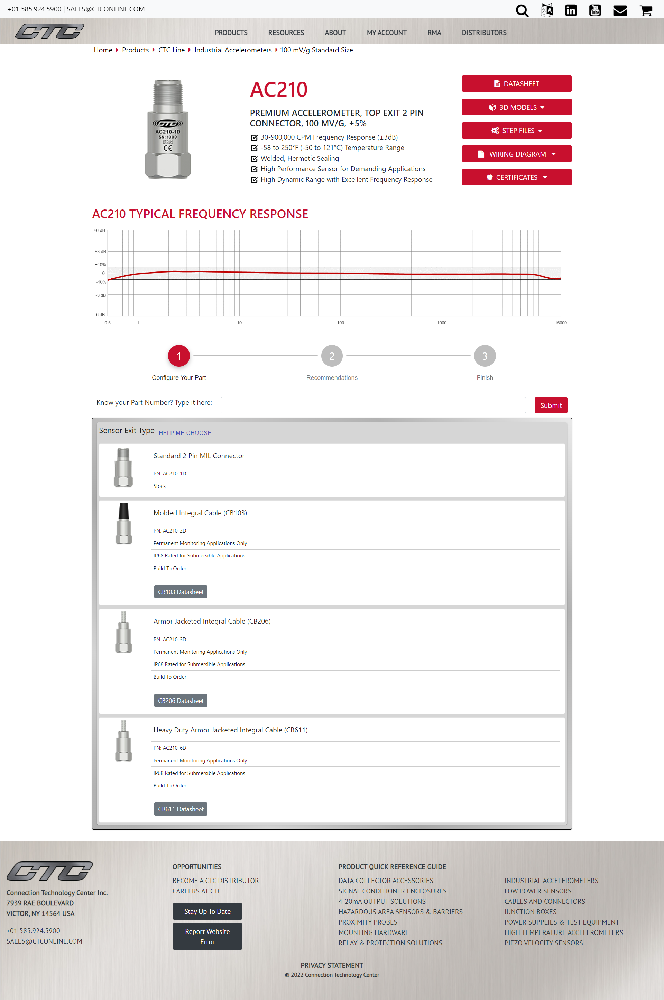 +01 585.924.5900 | SALES@CTCONLINE.COM
CTC
PRODUCTS RESOURCES ABOUT MY ACCOUNT RMA DISTRIBUTORS
Home Products CTC Line Industrial Accelerometers 100 mV/g Standard Size
CTC
AC210-1D
SN: 1000
CE
AC210
PREMIUM ACCELEROMETER, TOP EXIT 2 PIN
CONNECTOR, 100 MV/G, ±5%
30-900,000 CPM Frequency Response (±3dB)
-58 to 250°F (-50 to 121°C) Temperature Range
Welded, Hermetic Sealing
High Performance Sensor for Demanding Applications
High Dynamic Range with Excellent Frequency Response
DATASHEET
3D MODELS
STEP FILES
WIRING DIAGRAM
CERTIFICATES
AC210 TYPICAL FREQUENCY RESPONSE
+6 dB
+3 dB
+10%
0
-10%
-3 dB
-6 dB
0.5 1 10 100 1000 15000
1 2 3
Configure Your Part Recommendations Finish
Know your Part Number? Type it here: Submit
Sensor Exit Type HELP ME CHOOSE
Standard 2 Pin MIL Connector
PN: AC210-1D
Stock
Molded Integral Cable (CB103)
PN: AC210-2D
Permanent Monitoring Applications Only
IP68 Rated for Submersible Applications
Build To Order
CB103 Datasheet
Armor Jacketed Integral Cable (CB206)
PN: AC210-3D
Permanent Monitoring Applications Only
IP68 Rated for Submersible Applications
Build To Order
CB206 Datasheet
Heavy Duty Armor Jacketed Integral Cable (CB611)
PN: AC210-6D
Permanent Monitoring Applications Only
IP68 Rated for Submersible Applications
Build To Order
CB611 Datasheet
CTC
Connection Technology Center Inc.
7939 RAE BOULEVARD
VICTOR, NY 14564 USA
+01 585.924.5900
SALES@CTCONLINE.COM
OPPORTUNITIES
BECOME A CTC DISTRIBUTOR
CAREERS AT CTC
Stay Up To Date
Report Website
Error
PRODUCT QUICK REFERENCE GUIDE
DATA COLLECTOR ACCESSORIES
SIGNAL CONDITIONER ENCLOSURES
4-20mA OUTPUT SOLUTIONS
HAZARDOUS AREA SENSORS & BARRIERS
PROXIMITY PROBES
MOUNTING HARDWARE
RELAY & PROTECTION SOLUTIONS
INDUSTRIAL ACCELEROMETERS
LOW POWER SENSORS
CABLES AND CONNECTORS
JUNCTION BOXES
POWER SUPPLIES & TEST EQUIPMENT
HIGH TEMPERATURE ACCELEROMETERS
PIEZO VELOCITY SENSORS
PRIVACY STATEMENT
© 2022 Connection Technology Center